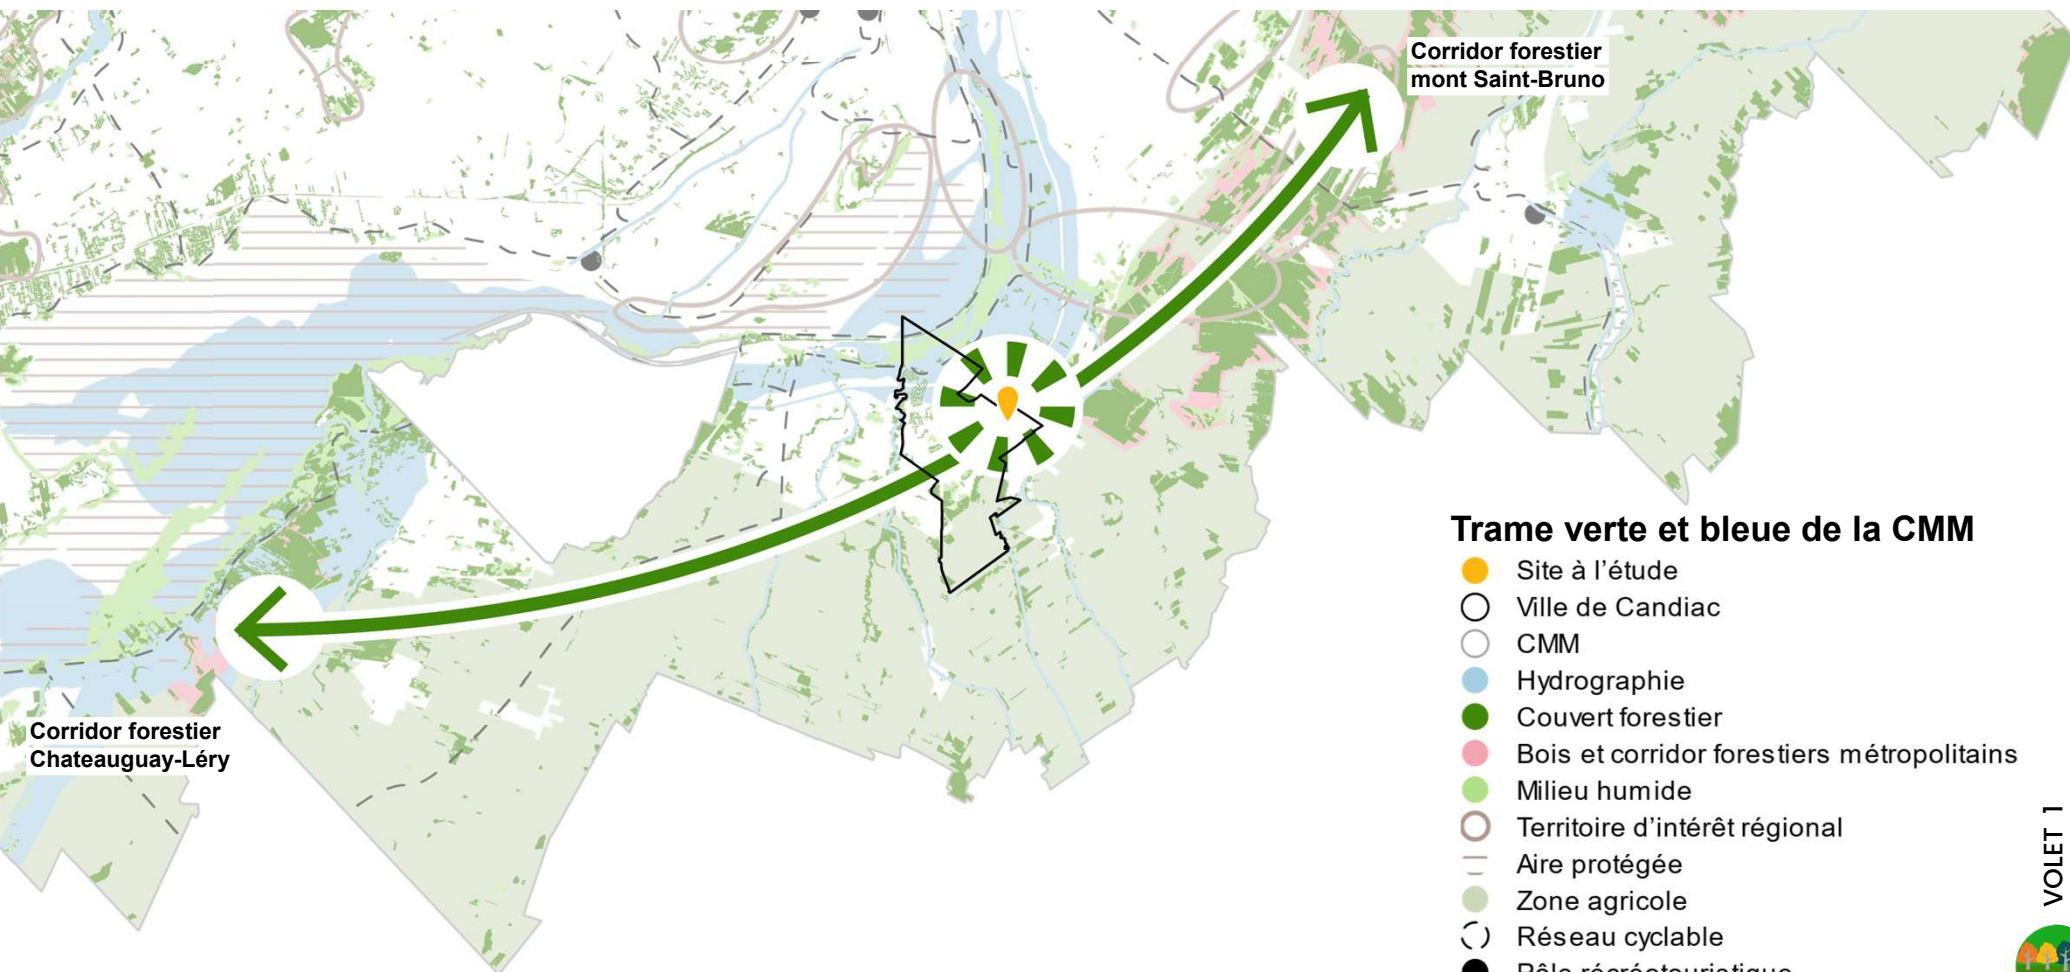 Corridor forestier
mont Saint-Bruno
Corridor forestier
Chateauguay-Léry
Trame verte et bleue de la CMM
Site à l'étude
Ville de Candiac
CMM
Hydrographie
Couvert forestier
Bois et corridor forestiers métropolitains
Milieu humide
Territoire d'intérêt régional
Aire protégée
Zone agricole
Réseau cyclable
Pôle récréotouristique
VOLET 1